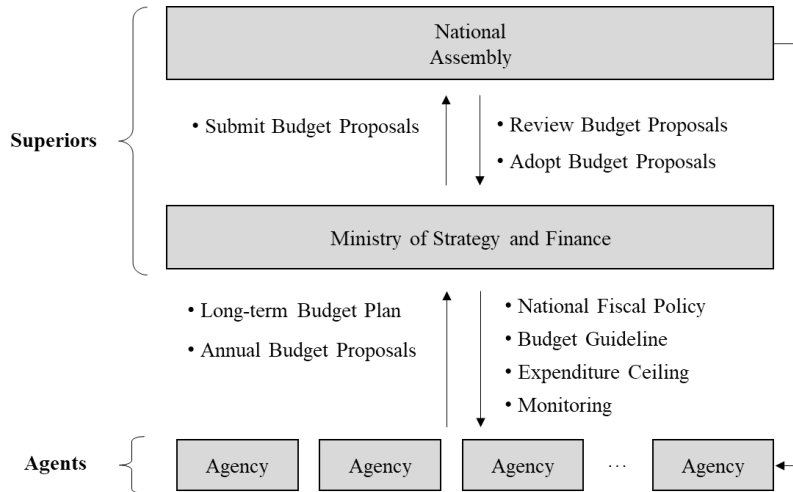 National
Assembly
• Submit Budget Proposals
• Review Budget Proposals
• Adopt Budget Proposals
Superiors
Ministry of Strategy and Finance
• Long-term Budget Plan
• Annual Budget Proposals
• National Fiscal Policy
• Budget Guideline
• Expenditure Ceiling
• Monitoring
Agents
Agency Agency Agency ... Agency